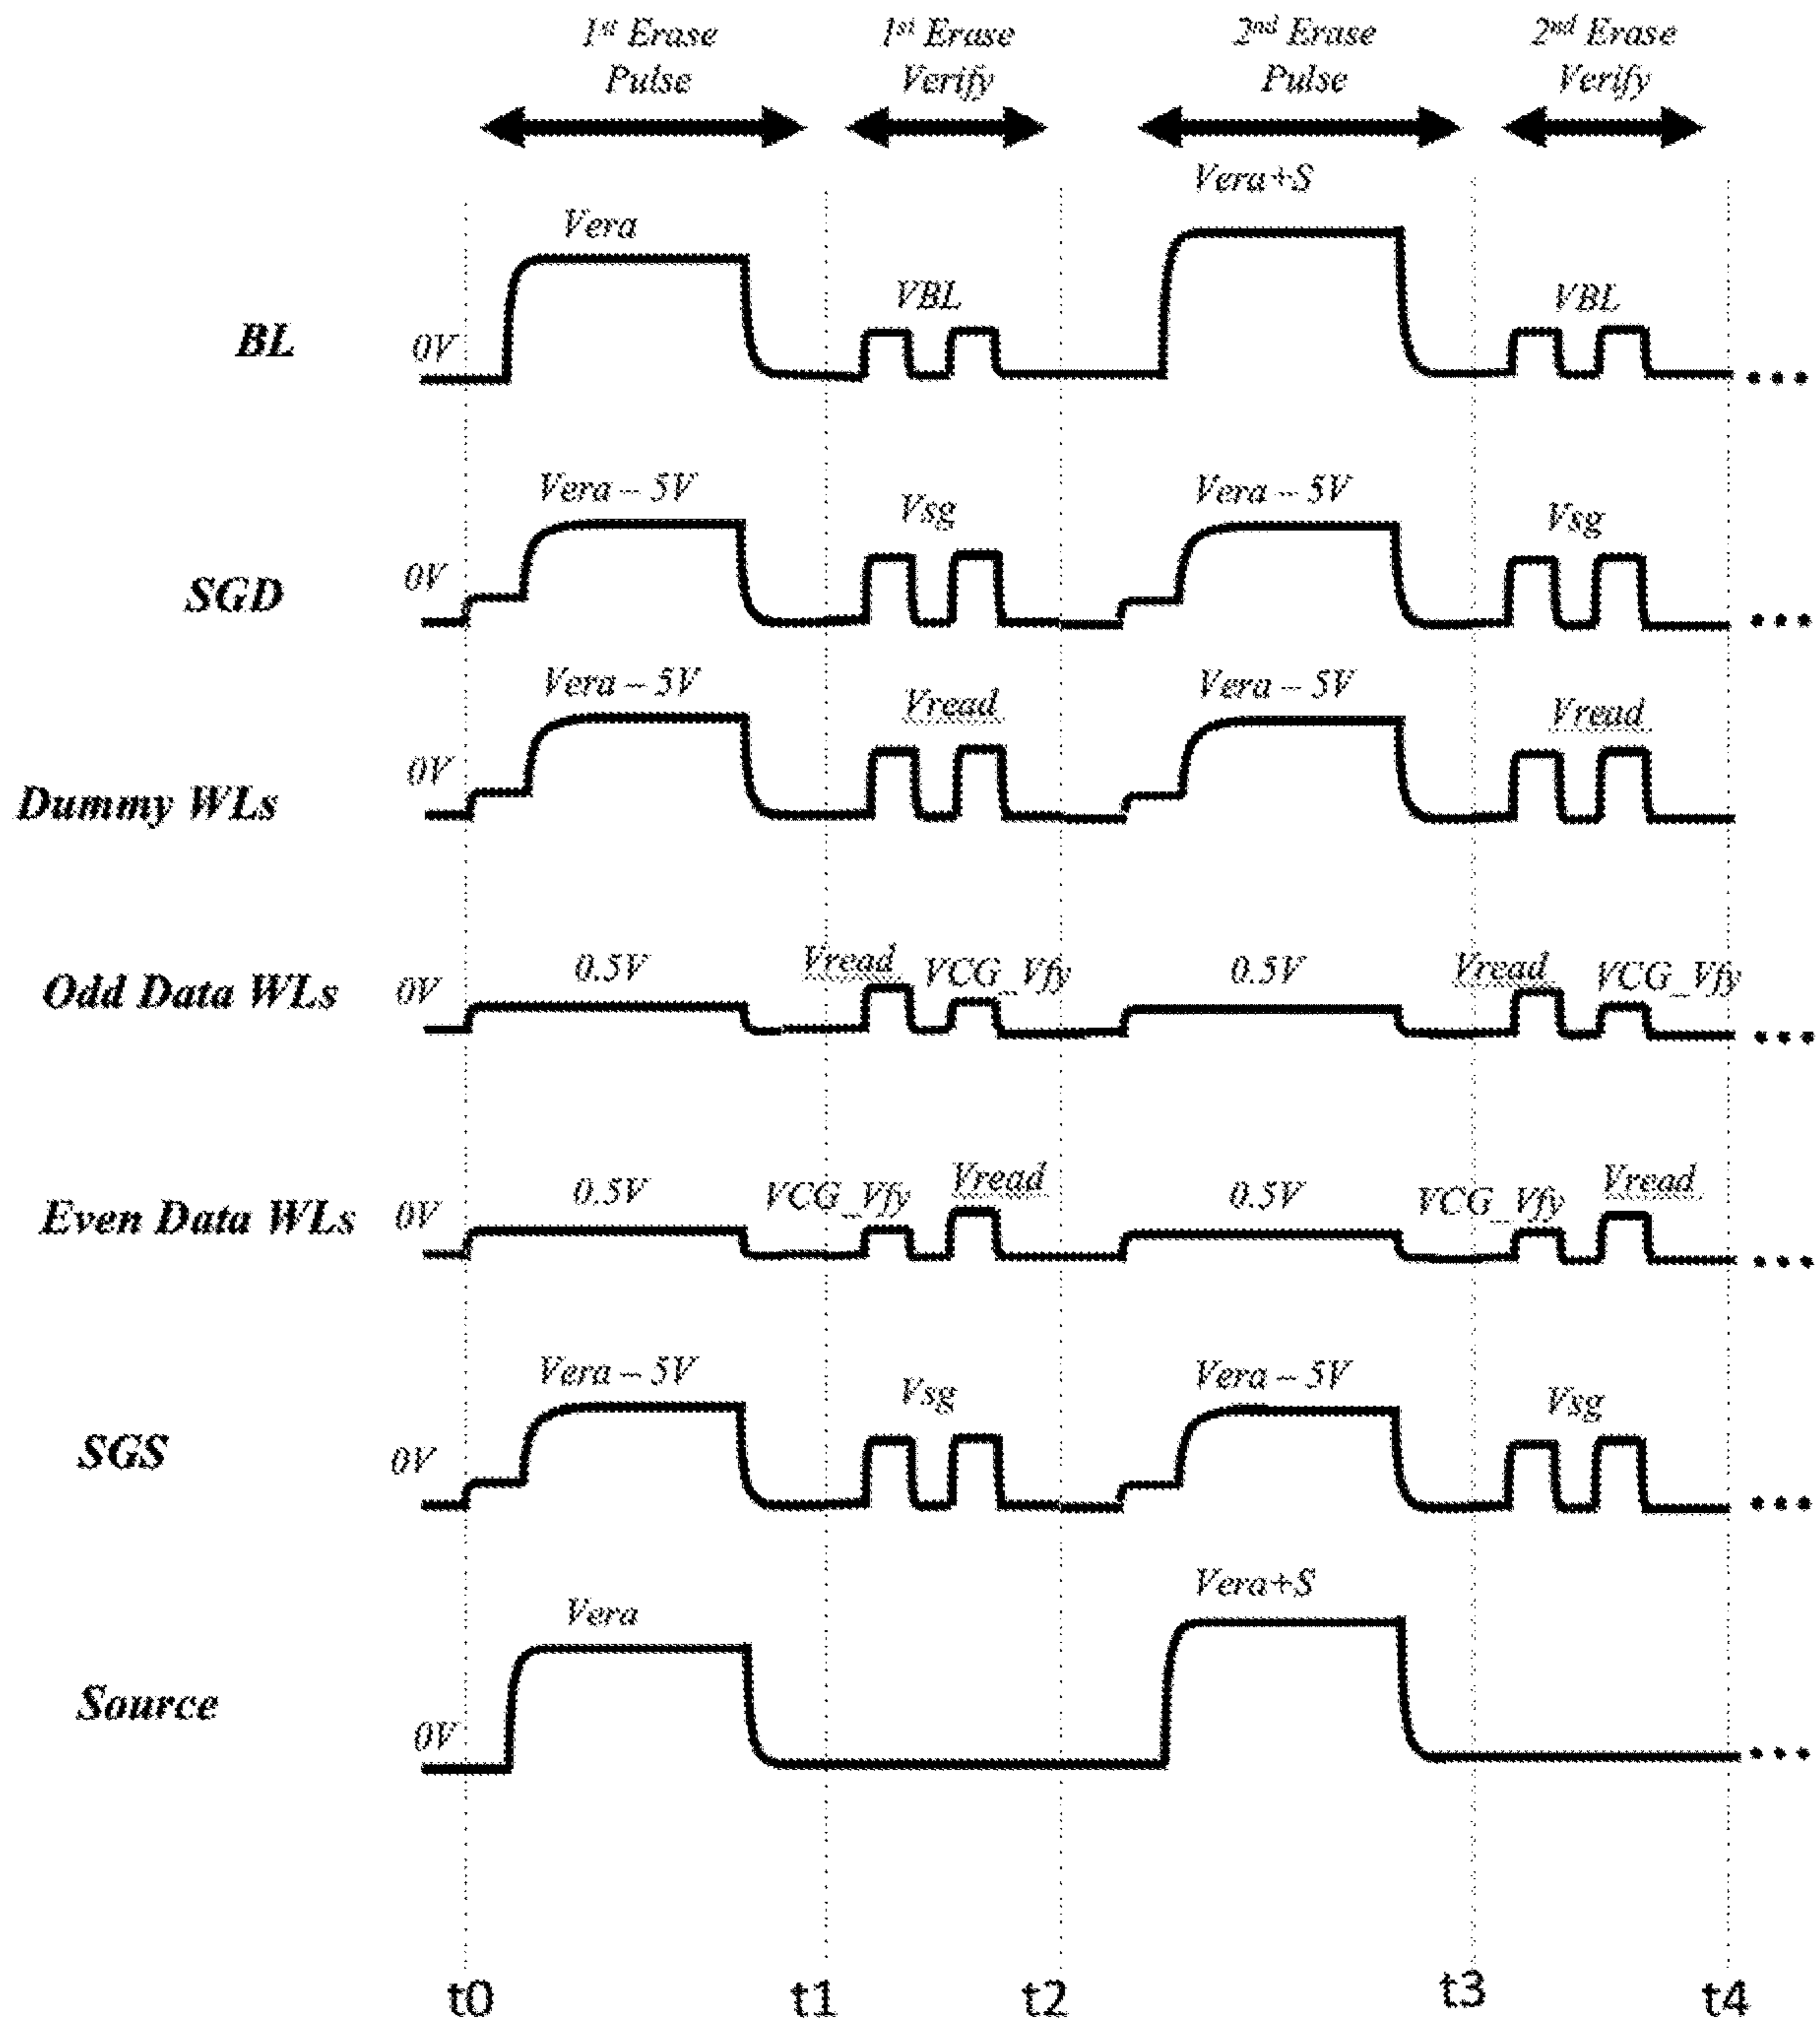 1st Erase Pulse
1st Erase Verify
2nd Erase Pulse
2nd Erase Verify
BL
0V
Vera
VBL
Vera+S
VBL
SGD
0V
Vera – 5V
Vsg
Vera – 5V
Vsg
Dummy WLs
0V
Vera – 5V
Vread
Vera – 5V
Vread
Odd Data WLs
0V
0.5V
Vread
VCG_Vfy
0.5V
Vread
VCG_Vfy
Even Data WLs
0V
0.5V
VCG_Vfy
Vread
0.5V
VCG_Vfy
Vread
SGS
0V
Vera – 5V
Vsg
Vera – 5V
Vsg
Source
0V
Vera
Vera+S
t0
t1
t2
t3
t4